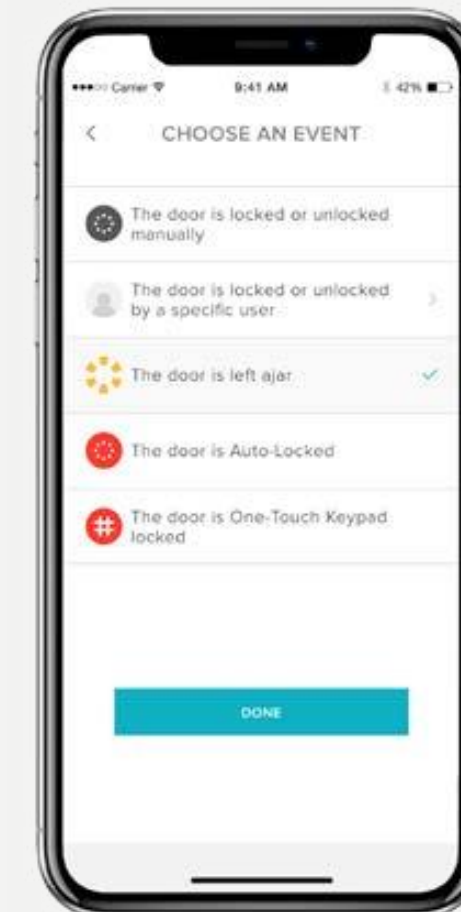 Carrier
9:41 AM
42%
CHOOSE AN EVENT
The door is locked or unlocked
manually
The door is locked or unlocked
by a specific user
The door is left ajar
The door is Auto-Locked
The door is One-Touch Keypad
locked
DONE